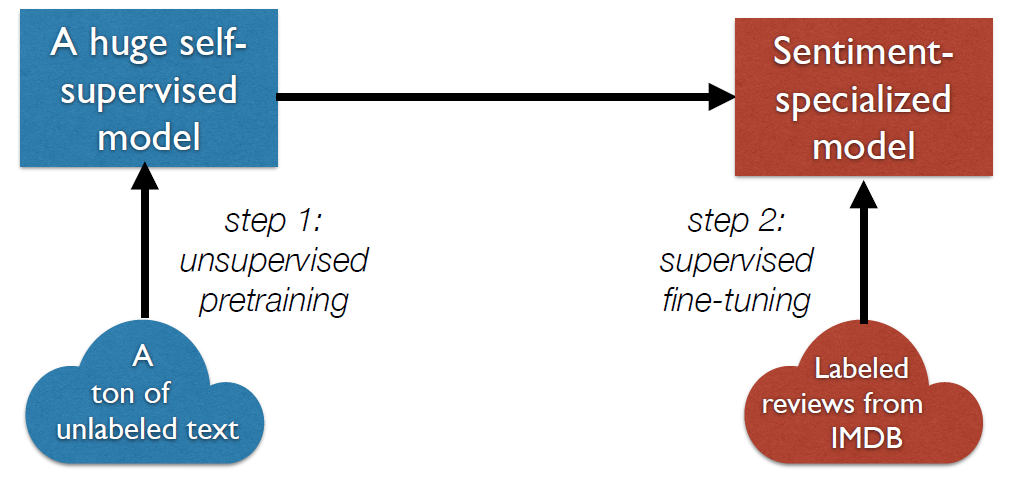 A huge self-
supervised
model
Sentiment-
specialized
model
step 1:
unsupervised
pretraining
step 2:
supervised
fine-tuning
A
ton of
unlabeled text
Labeled
reviews from
IMDB